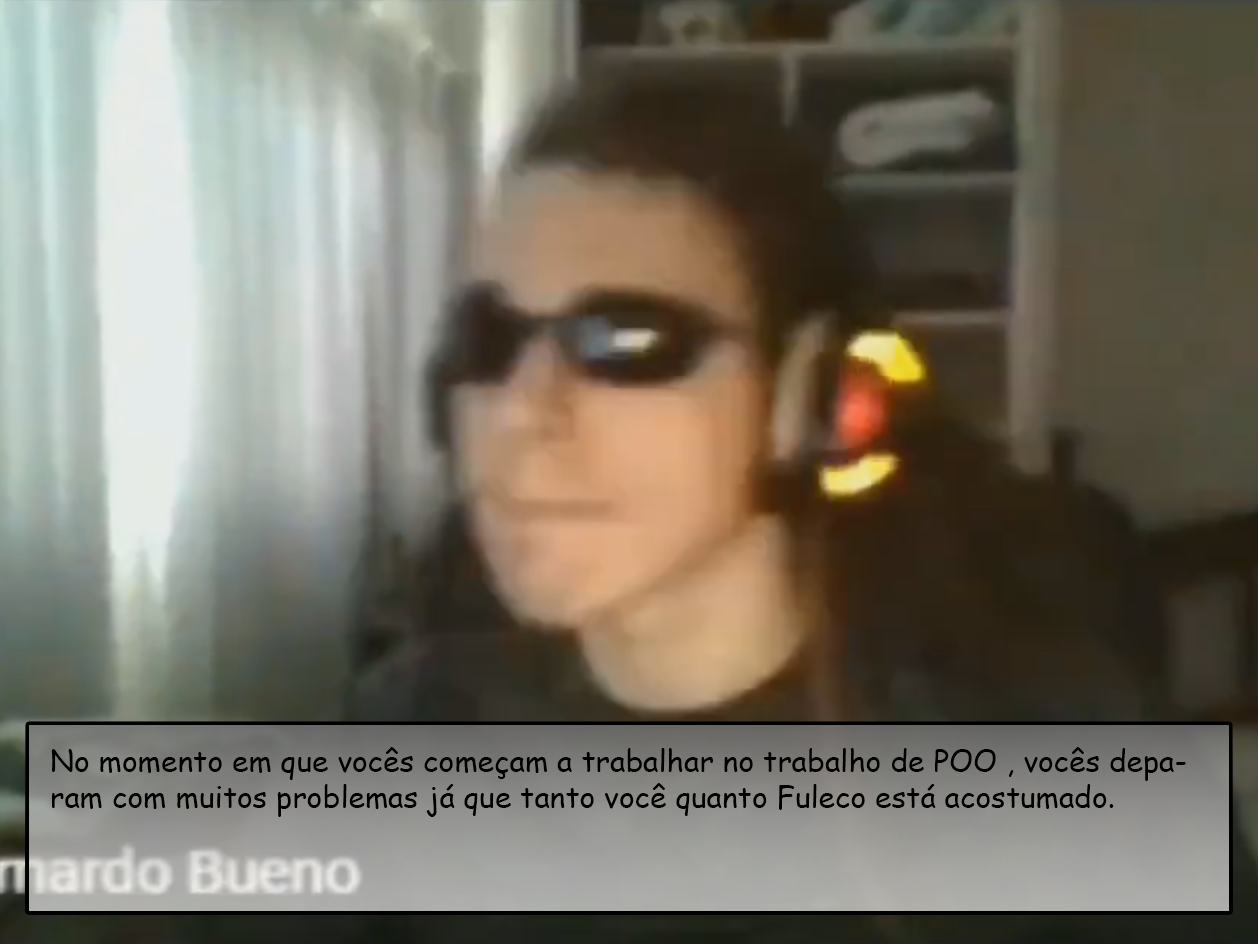 No momento em que vocês começam a trabalhar no trabalho de POO , vocês depa-
ram com muitos problemas já que tanto você quanto Fuleco está acostumado.
rnardo Bueno